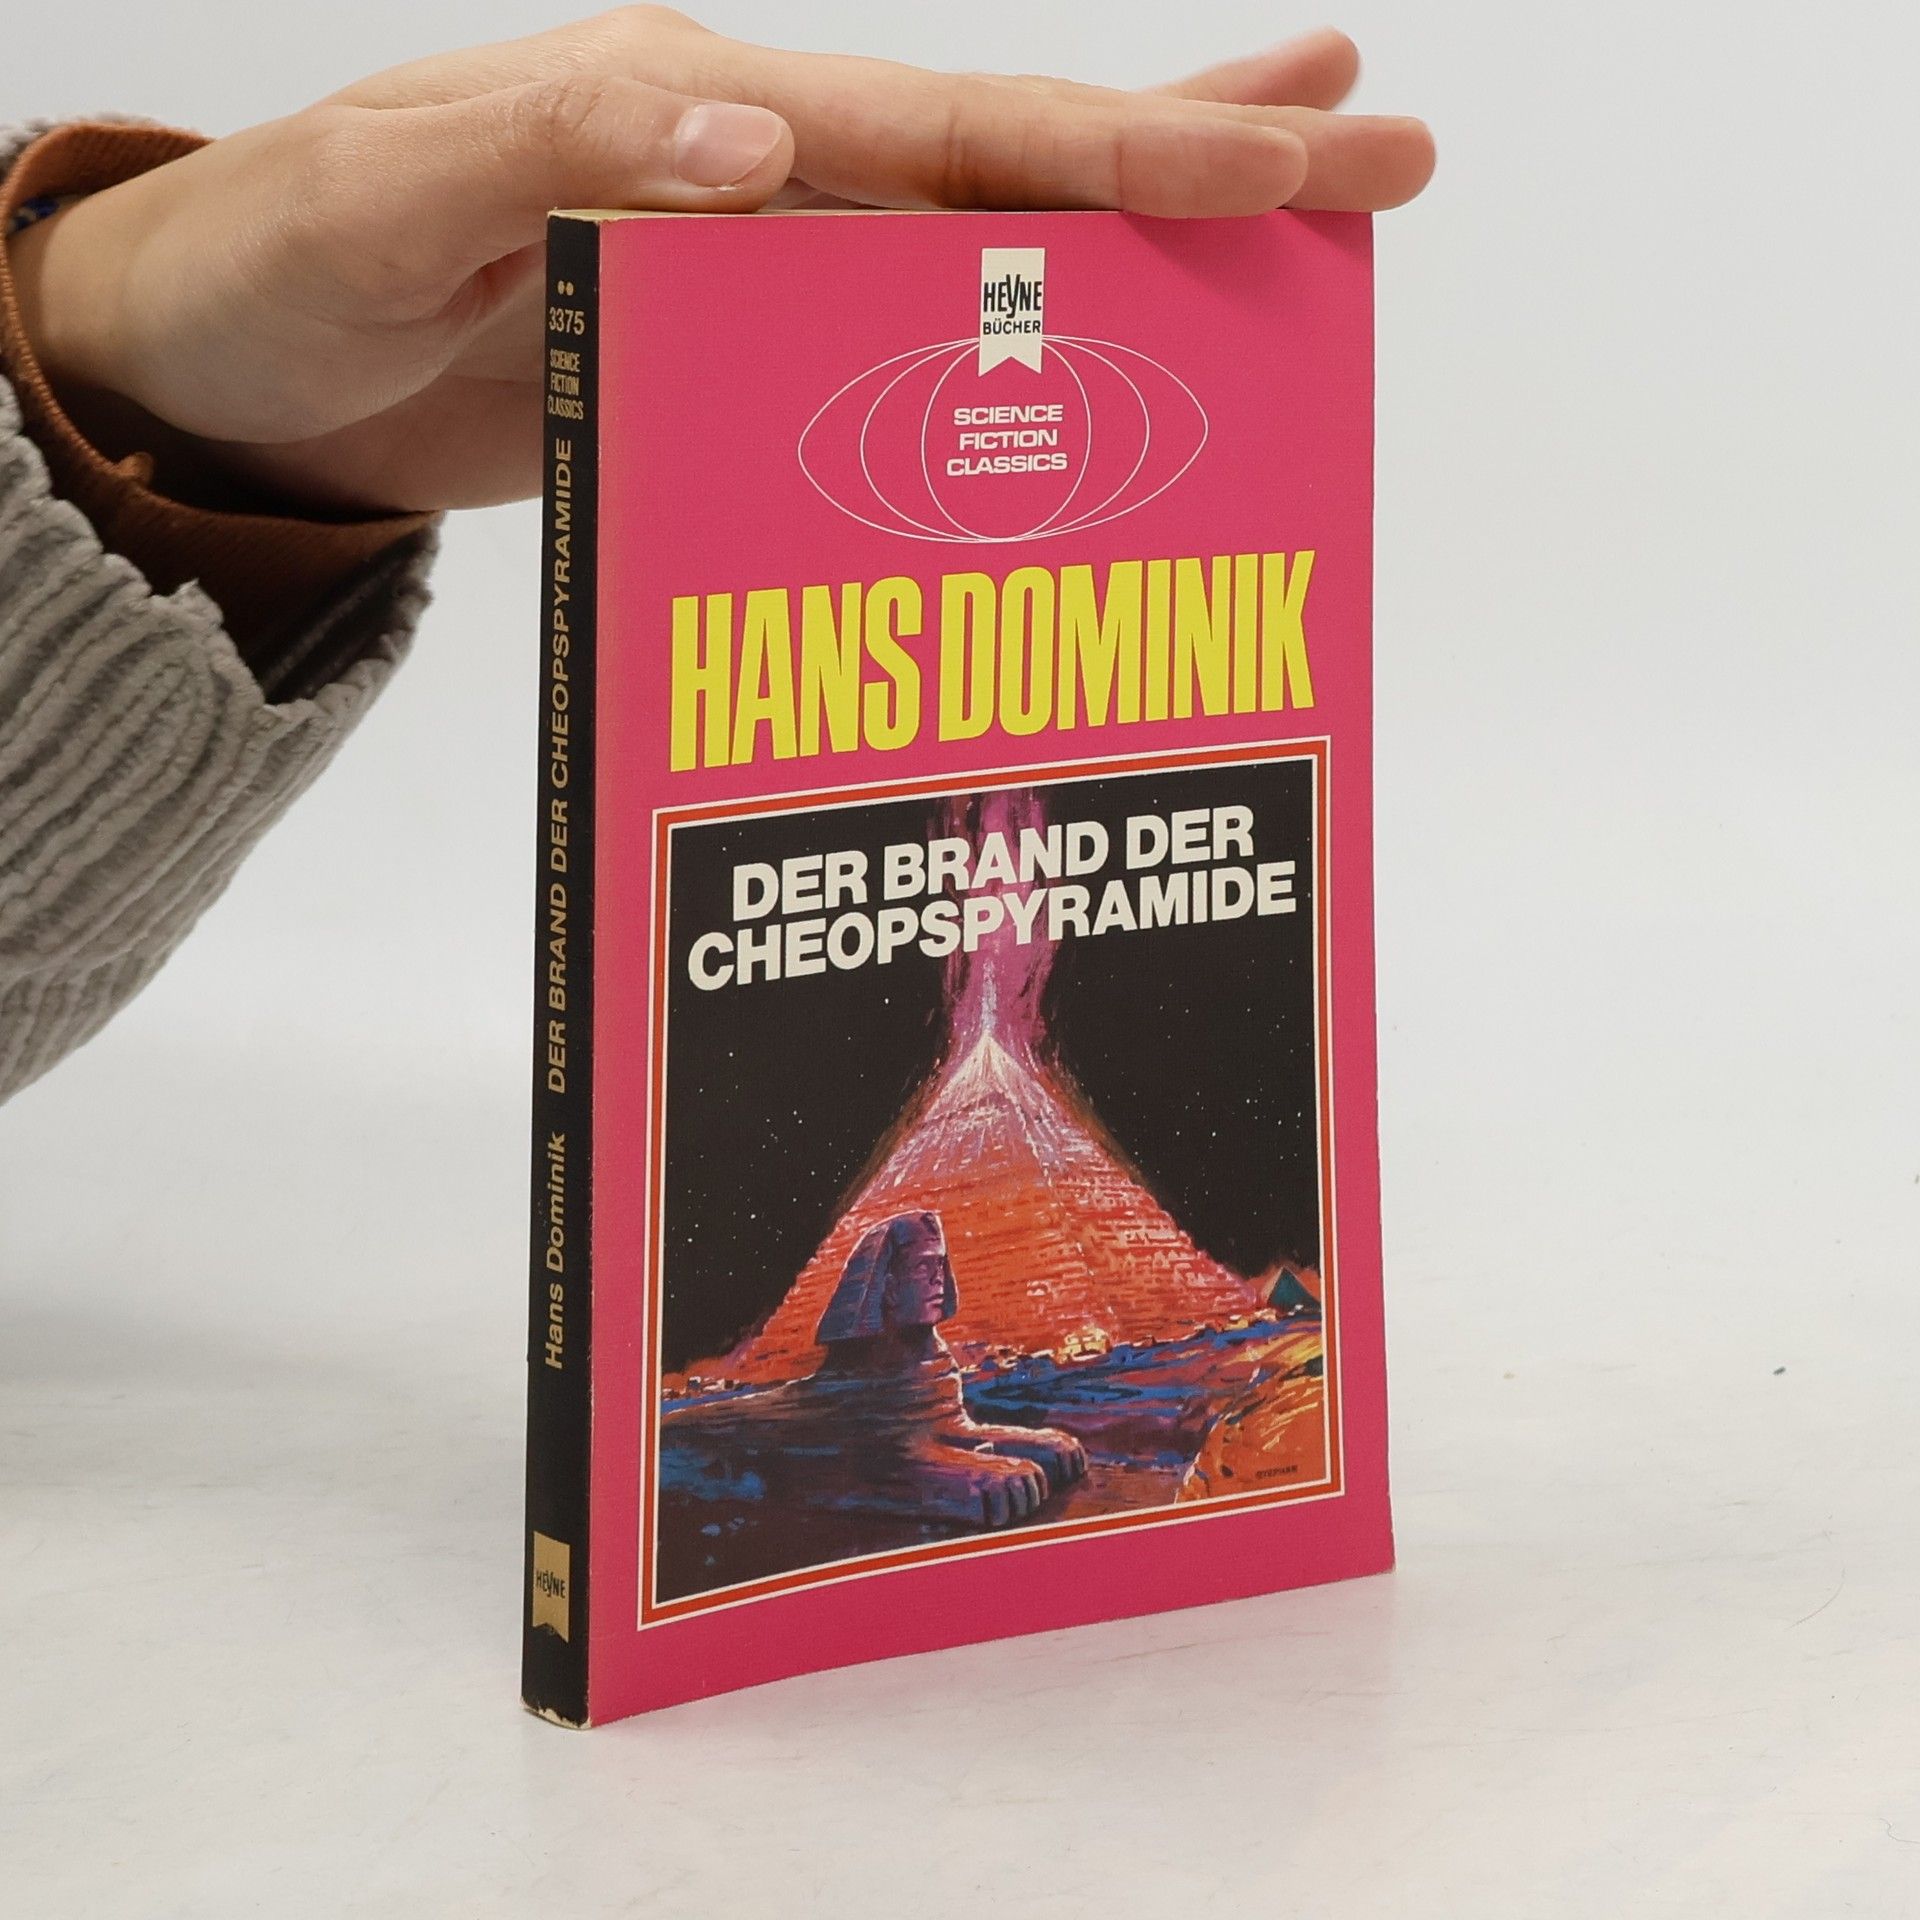 HEYNE
BÜCHER
SCIENCE
FICTION
CLASSICS
HANS DOMINIK
DER BRAND DER
CHEOPSPYRAMIDE
3375
SCIENCE
FICTION
CLASSICS
Hans Dominik DER BRAND DER CHEOPSPYRAMIDE
HEYNE